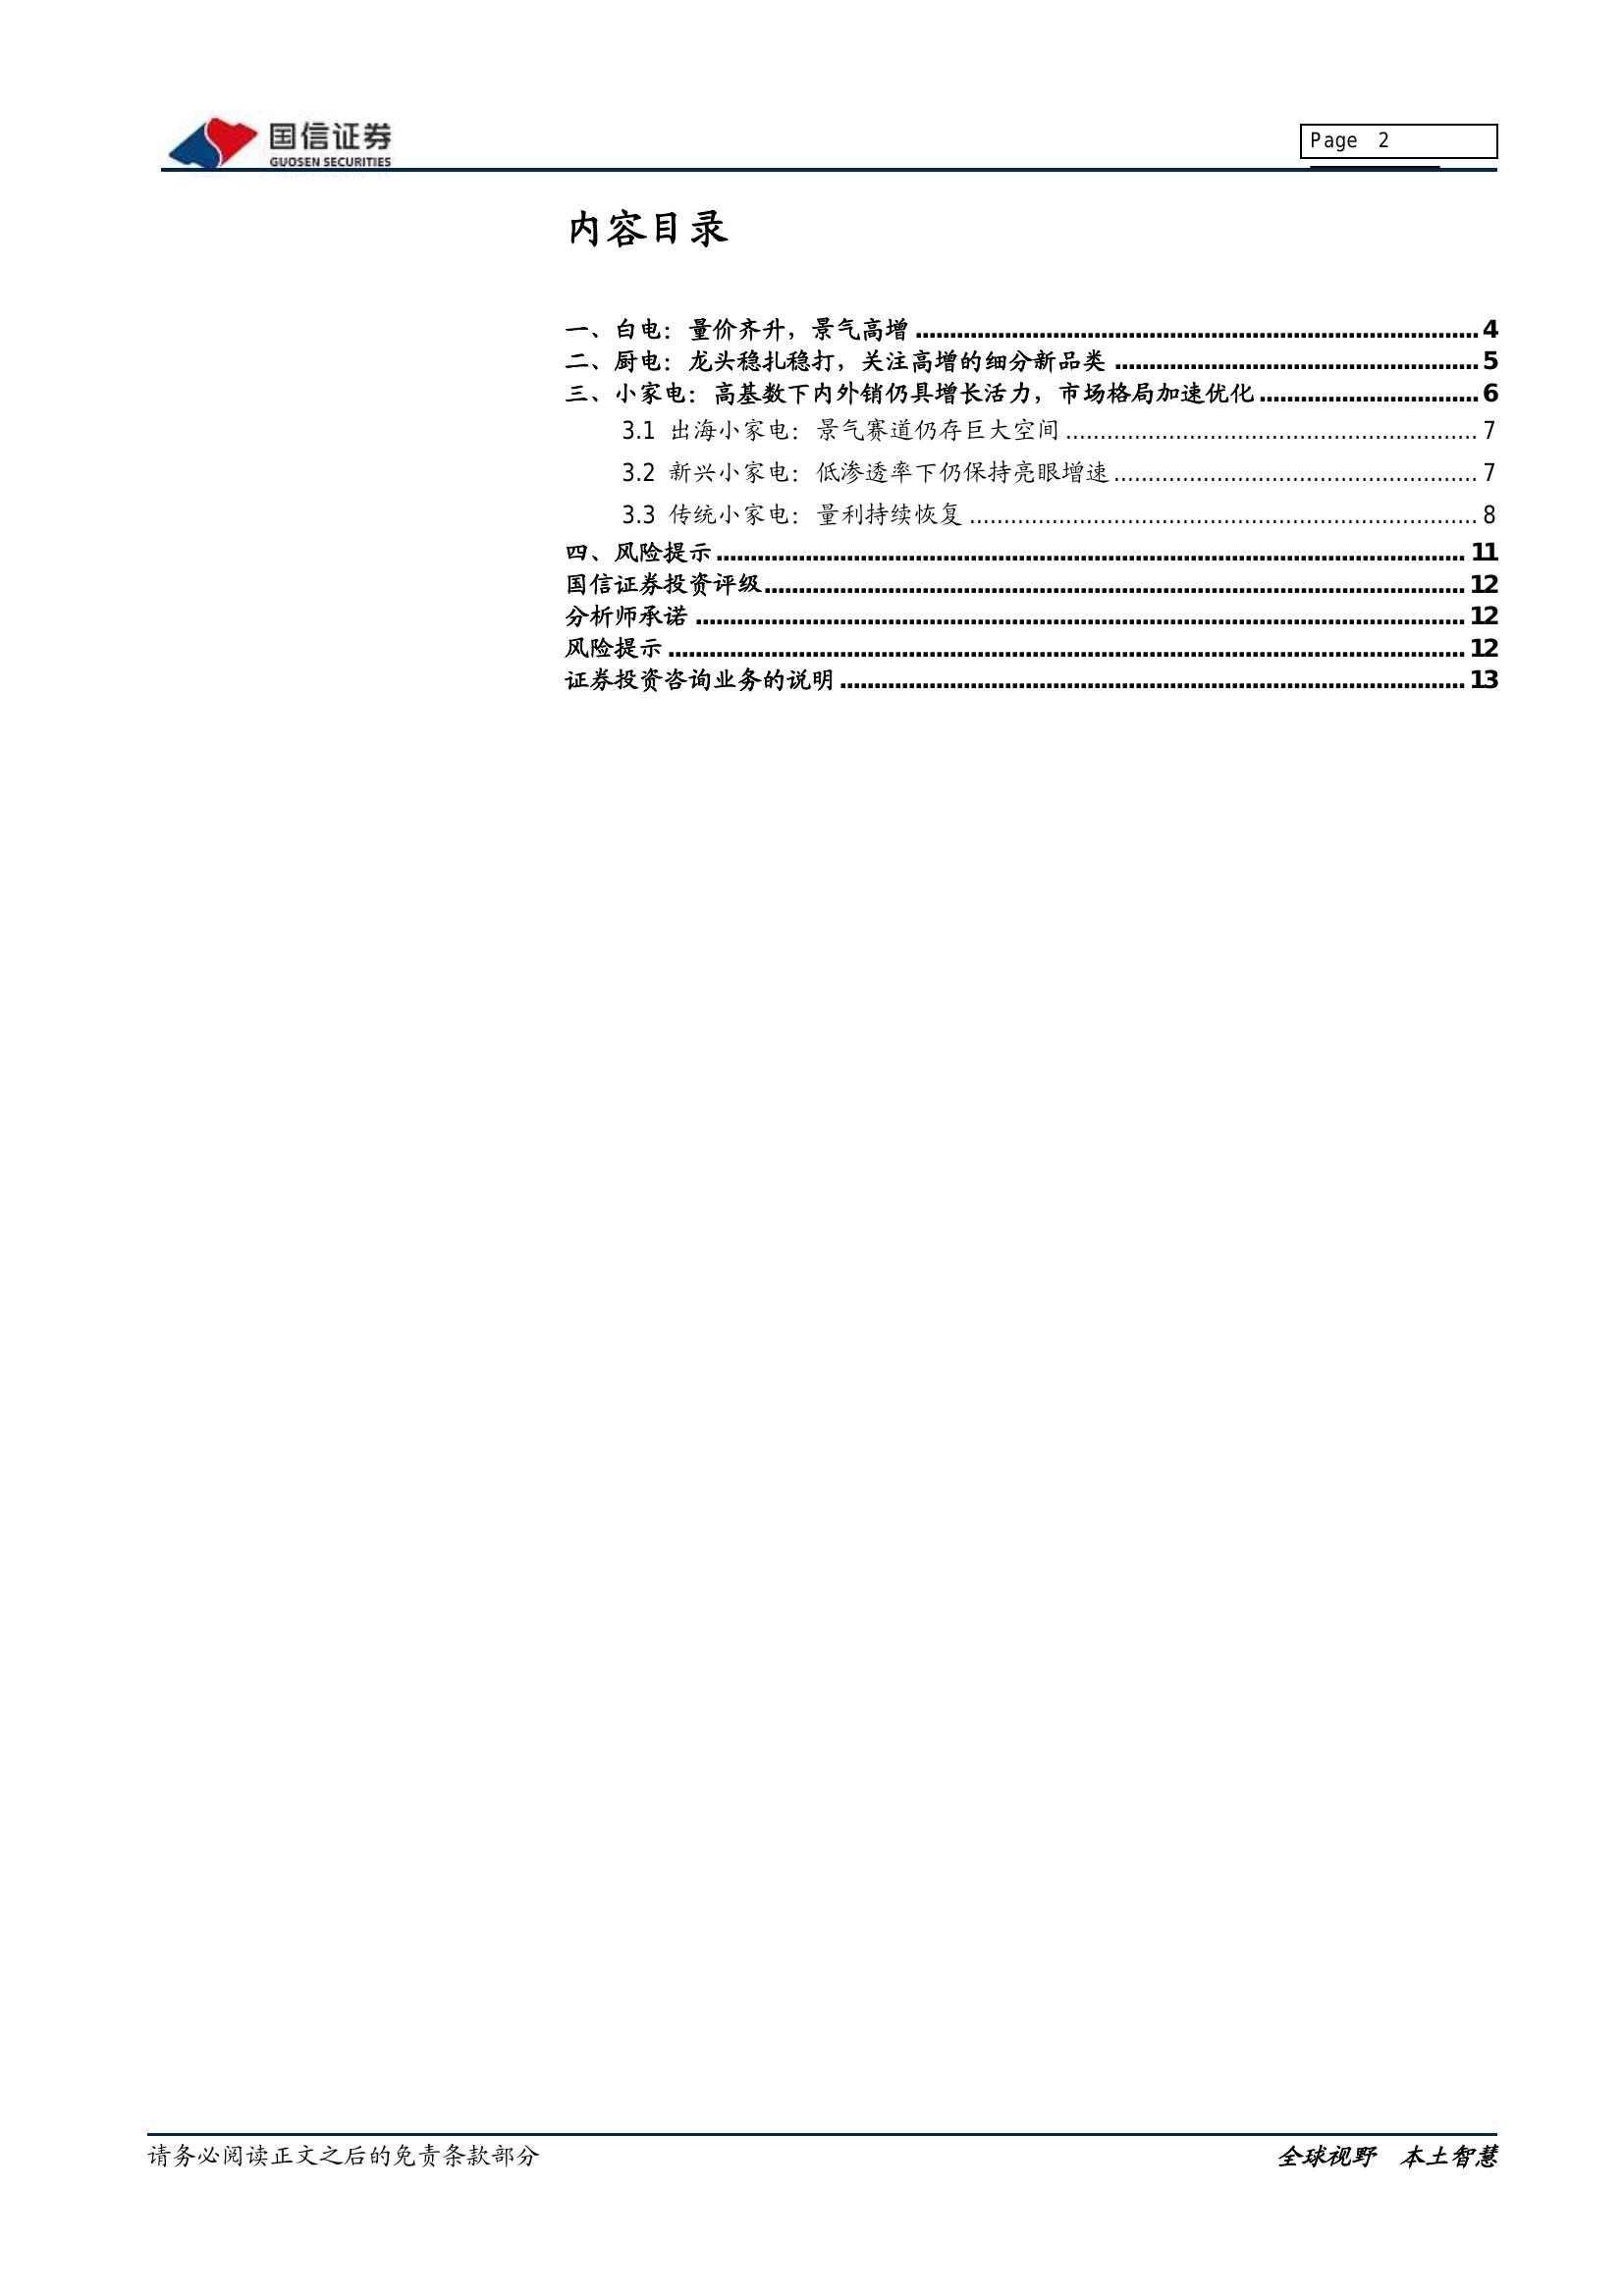 国信证券
GUOSEN SECURITIES
Page 2
内容目录
一、白电：量价齐升，景气高增 4
二、厨电：龙头稳扎稳打，关注高增的细分新品类 5
三、小家电：高基数下内外销仍具增长活力，市场格局加速优化 6
3.1 出海小家电：景气赛道仍存巨大空间 7
3.2 新兴小家电：低渗透率下仍保持亮眼增速 7
3.3 传统小家电：量利持续恢复 8
四、风险提示 11
国信证券投资评级 12
分析师承诺 12
风险提示 12
证券投资咨询业务的说明 13
请务必阅读正文之后的免责条款部分
全球视野 本土智慧